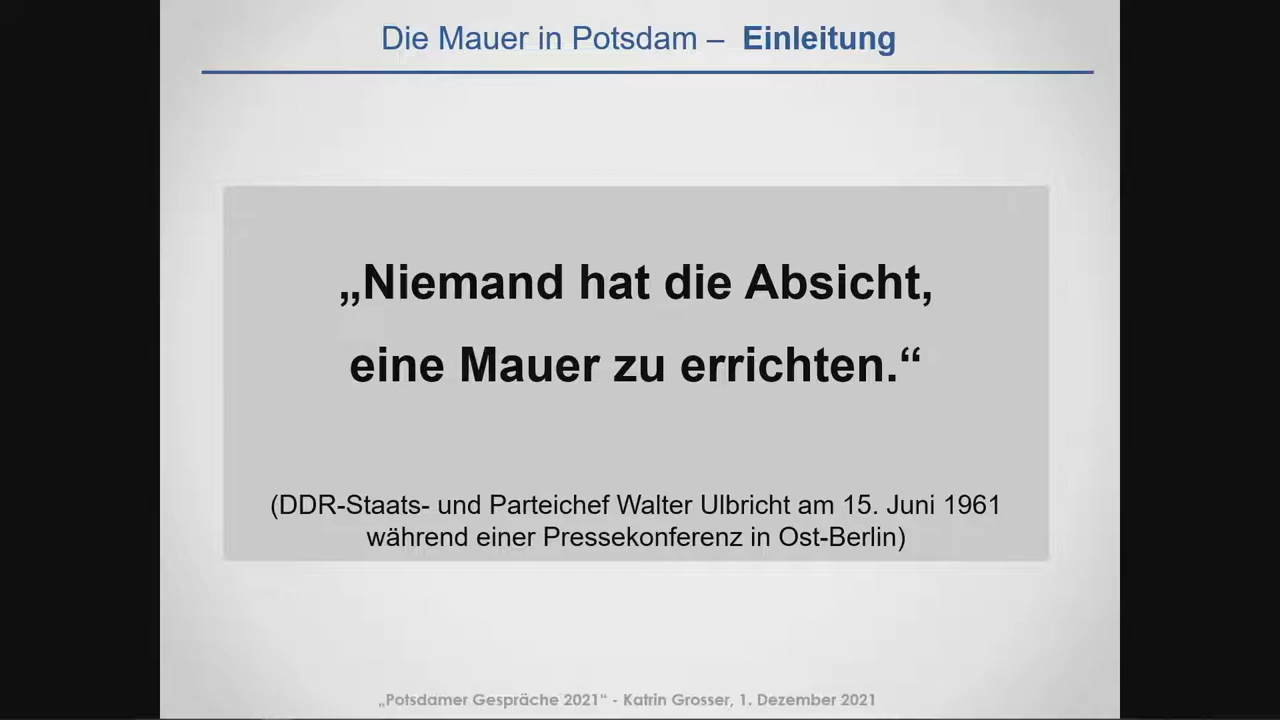 Die Mauer in Potsdam – Einleitung
„Niemand hat die Absicht,
eine Mauer zu errichten.“
(DDR-Staats- und Parteichef Walter Ulbricht am 15. Juni 1961
während einer Pressekonferenz in Ost-Berlin)
„Potsdamer Gespräche 2021“ - Katrin Grosser, 1. Dezember 2021